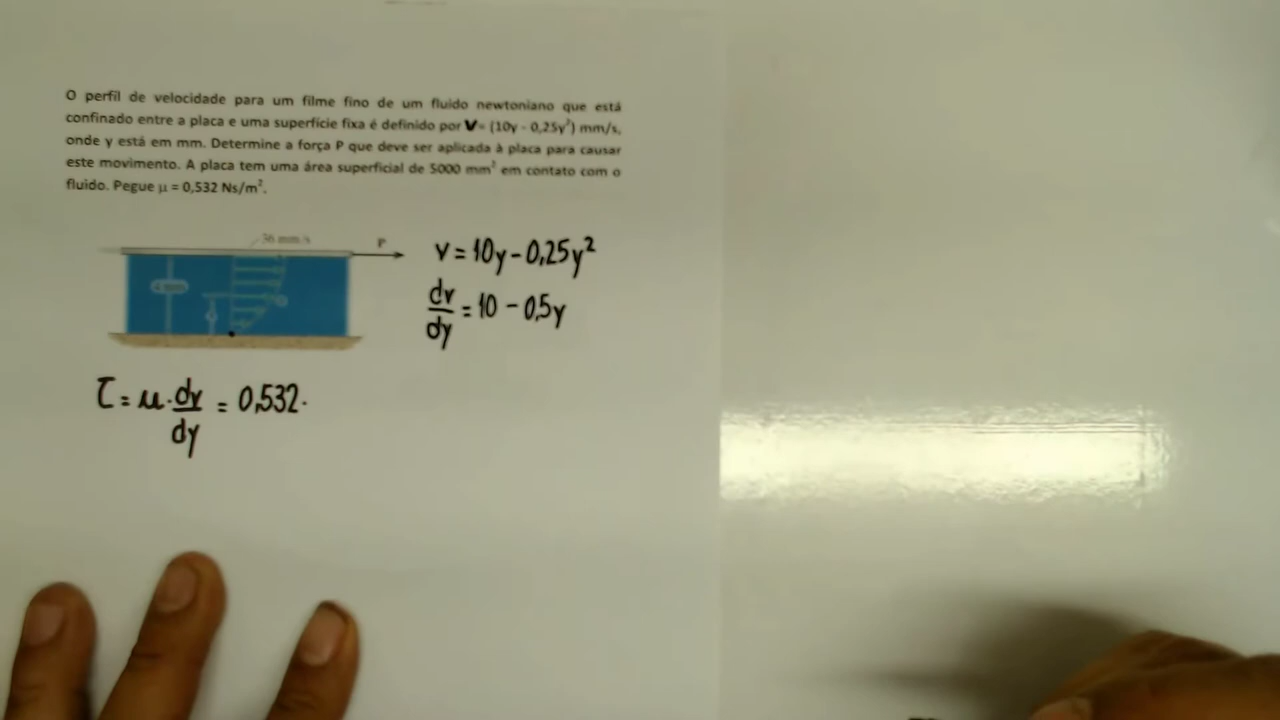 O perfil de velocidade para um filme fino de um fluido newtoniano que está
confinado entre a placa e uma superfície fixa é definido por V= (10y - 0,25y²) mm/s,
onde y está em mm. Determine a força P que deve ser aplicada à placa para causar
este movimento. A placa tem uma área superficial de 5000 mm² em contato com o
fluido. Pegue μ = 0,532 Ns/m².
36 mm/s
P
4 mm
V = 10y - 0,25y²
dv/dy = 10 - 0,5y
τ = μ · dv/dy = 0,532 ·